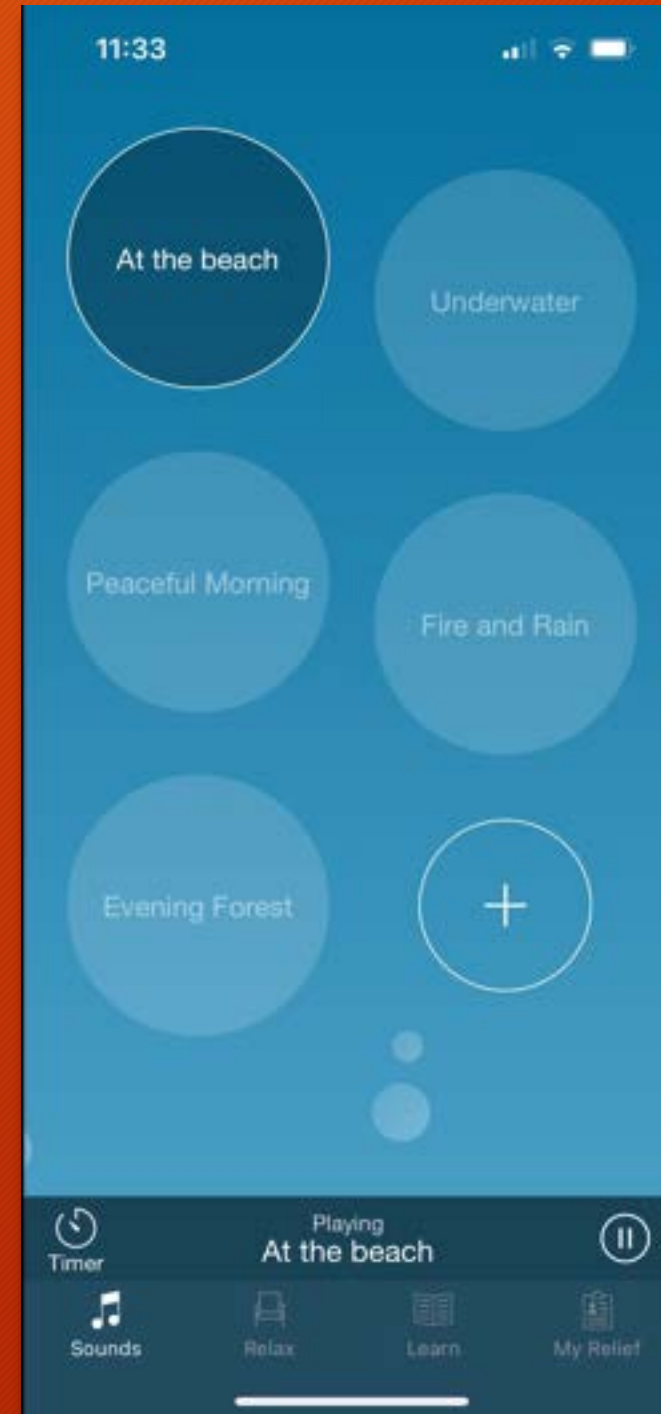 11:33
At the beach
Underwater
Peaceful Morning
Fire and Rain
Evening Forest
+
Playing
At the beach
Timer
Sounds
Relax
Learn
My Relief